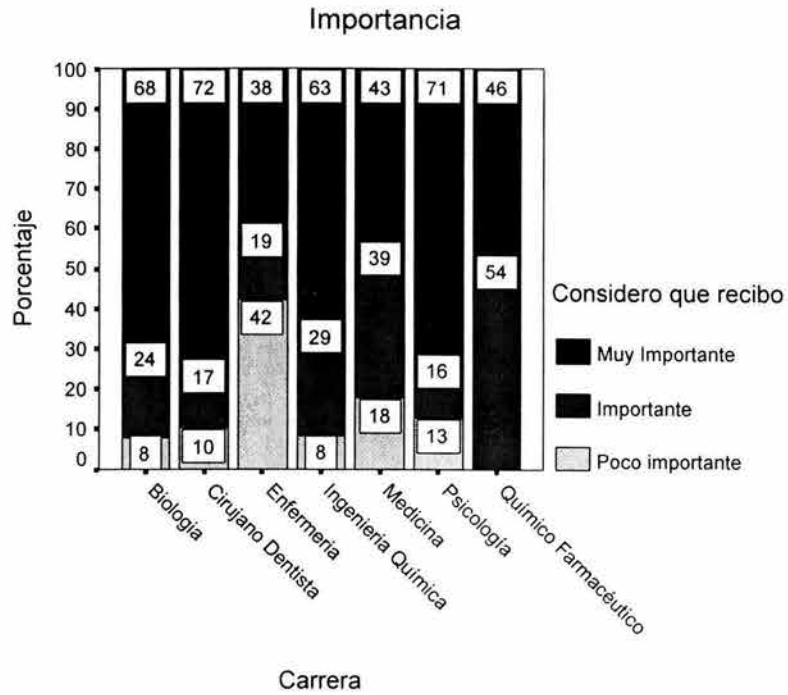 Importancia
100
90
80
70
60
50
40
30
20
10
0
Porcentaje
68 72 38 63 43 71 46
19 39 54
24 17 42 29 16
8 10 8 18 13
Considero que recibo
Muy Importante
Importante
Poco importante
Biología
Cirujano Dentista
Enfermeria
Ingenieria Química
Medicina
Psicología
Químico Farmacéutico
Carrera